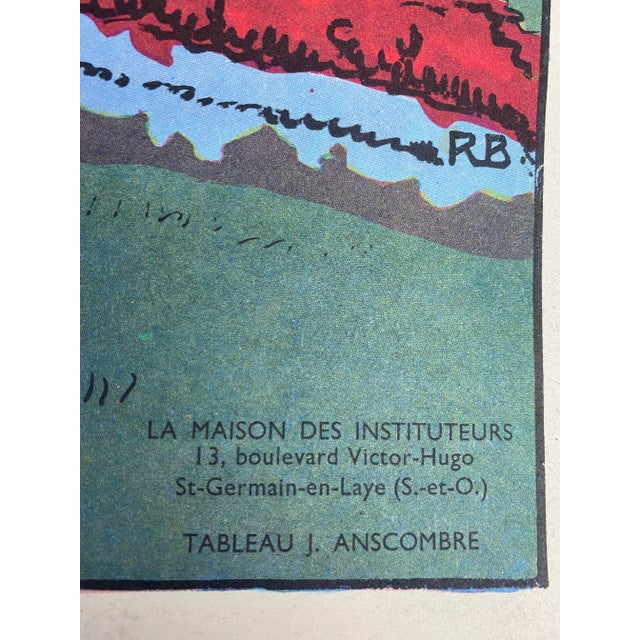 RB
LA MAISON DES INSTITUTEURS
13, boulevard Victor-Hugo
St-Germain-en-Laye (S.-et-O.)
TABLEAU J. ANSCOMBRE